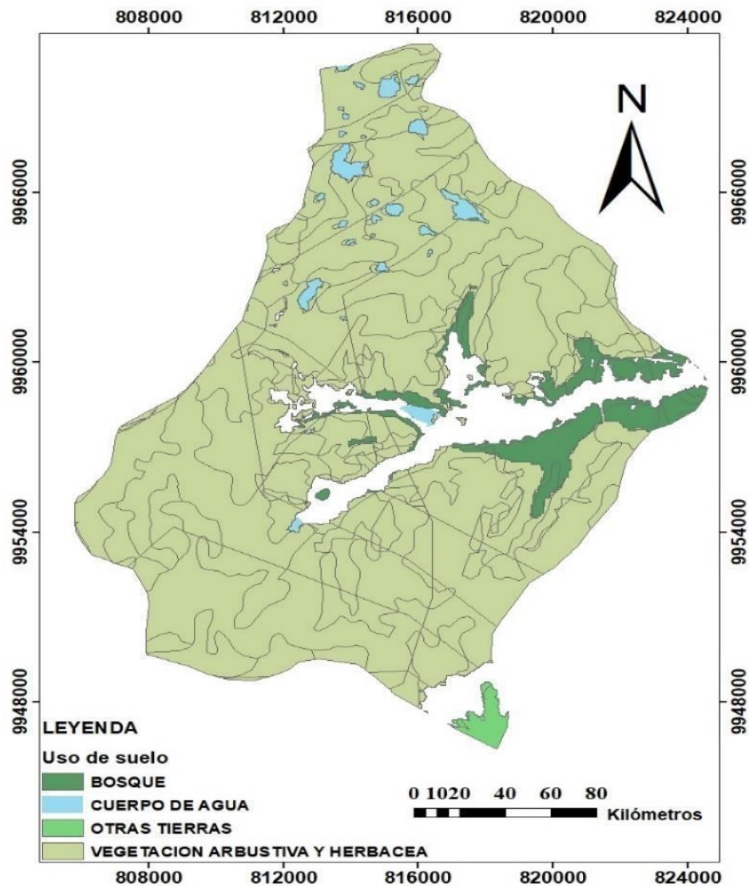 808000 812000 816000 820000 824000
N
9966000 9966000
9960000 9960000
9954000 9954000
9948000 9948000
LEYENDA
Uso de suelo
BOSQUE
CUERPO DE AGUA
OTRAS TIERRAS
VEGETACION ARBUSTIVA Y HERBACEA
0 1020 40 60 80
Kilómetros
808000 812000 816000 820000 824000